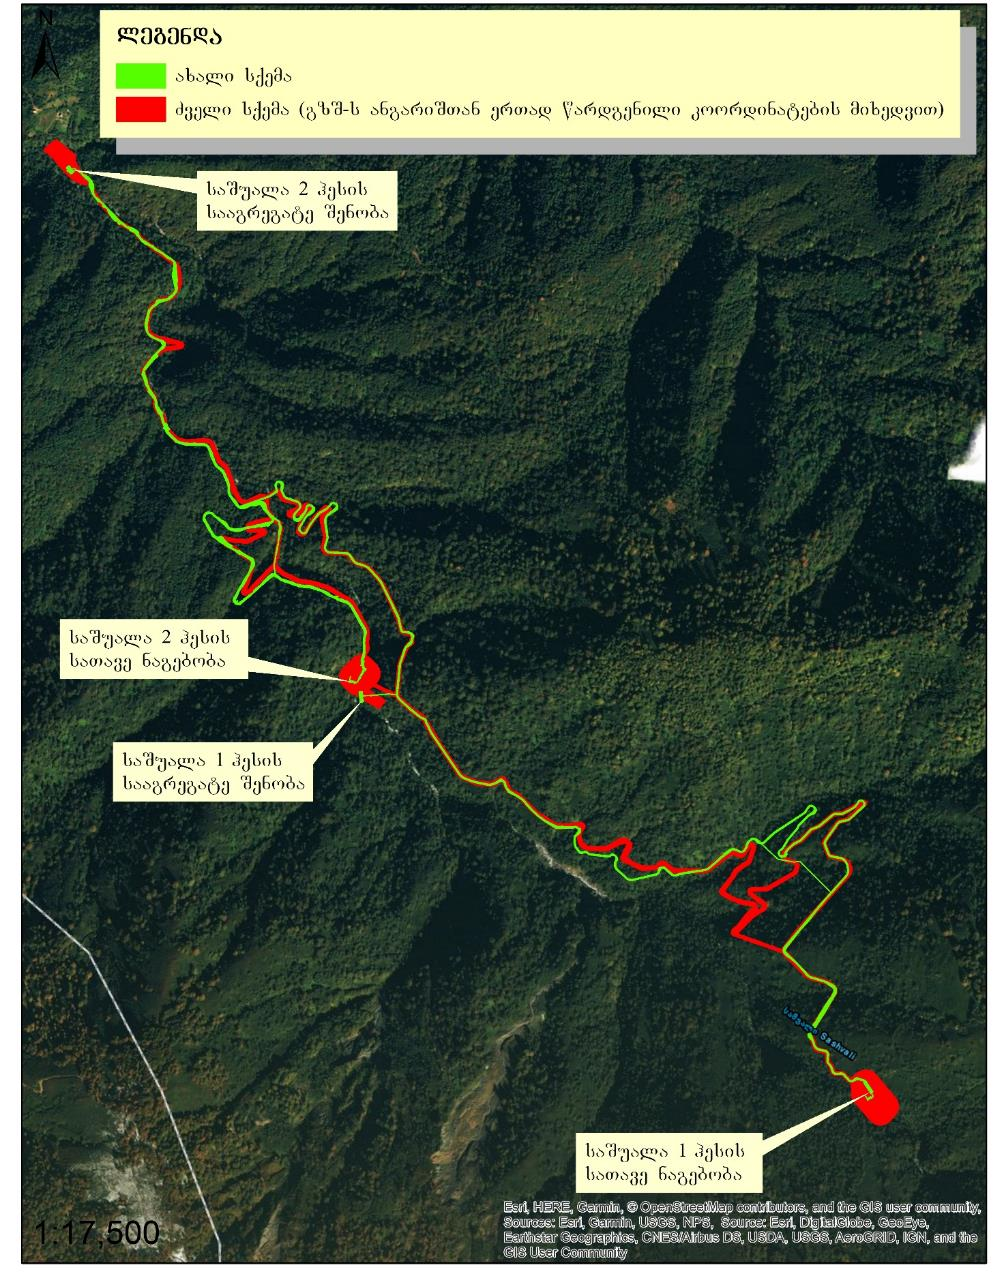 N
ლეგენდა
ახალი სქემა
ძველი სქემა (გზშ-ს ანგარიშთან ერთად წარდგენილი კოორდინატების მიხედვით)
საშუალა 2 ჰესის
სააგრეგატე შენობა
საშუალა 2 ჰესის
სათავე ნაგებობა
საშუალა 1 ჰესის
სააგრეგატე შენობა
Sashvali
საშუალა 1 ჰესის
სათავე ნაგებობა
1:17,500
Esri, HERE, Garmin, © OpenStreetMap contributors, and the GIS user community,
Sources: Esri, Garmin, USGS, NPS, Source: Esri, DigitalGlobe, GeoEye,
Earthstar Geographics, CNES/Airbus DS, USDA, USGS, AeroGRID, IGN, and the
GIS User Community